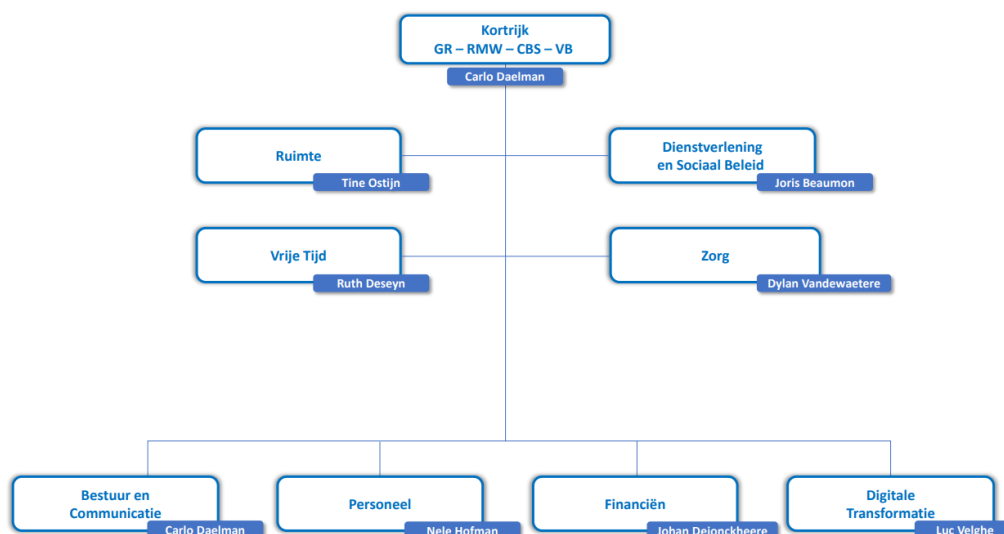 Kortrijk
GR – RMW – CBS – VB
Carlo Daelman
Ruimte
Tine Ostijn
Dienstverlening
en Sociaal Beleid
Joris Beaumon
Vrije Tijd
Ruth Deseyn
Zorg
Dylan Vandewaetere
Bestuur en
Communicatie
Carlo Daelman
Personeel
Nele Hofman
Financiën
Johan Dejonckheere
Digitale
Transformatie
Luc Velghe